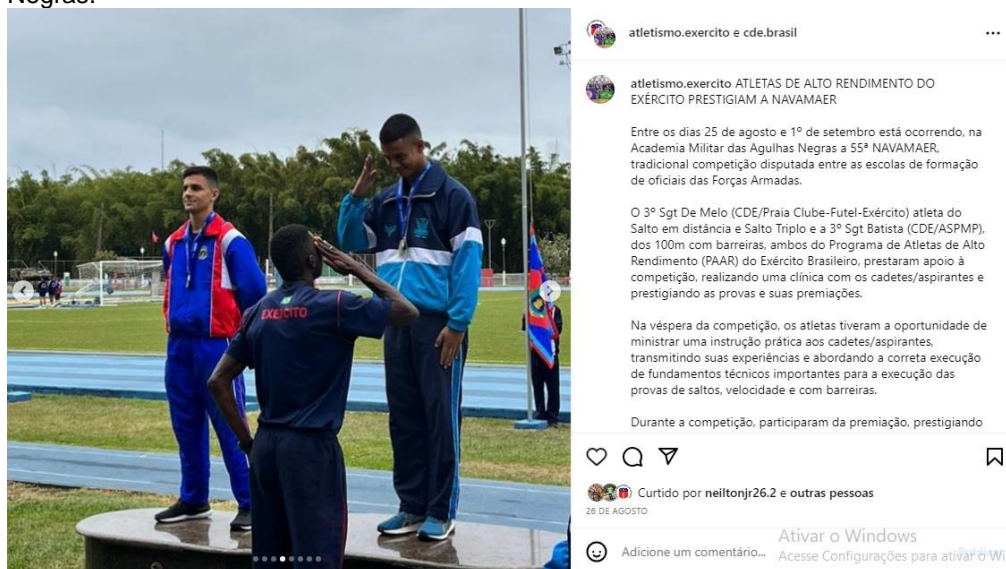 Negras.
atletismo.exercito e cde.brasil
atletismo.exercito ATLETAS DE ALTO RENDIMENTO DO
EXÉRCITO PRESTIGIAM A NAVAMAER
Entre os dias 25 de agosto e 1º de setembro está ocorrendo, na
Academia Militar das Agulhas Negras a 55ª NAVAMAER,
tradicional competição disputada entre as escolas de formação
de oficiais das Forças Armadas.
O 3º Sgt De Melo (CDE/Praia Clube-Futel-Exército) atleta do
Salto em distância e Salto Triplo e a 3º Sgt Batista (CDE/ASPMP),
dos 100m com barreiras, ambos do Programa de Atletas de Alto
Rendimento (PAAR) do Exército Brasileiro, prestaram apoio à
competição, realizando uma clínica com os cadetes/aspirantes e
prestigiando as provas e suas premiações.
Na véspera da competição, os atletas tiveram a oportunidade de
ministrar uma instrução prática aos cadetes/aspirantes,
transmitindo suas experiências e abordando a correta execução
de fundamentos técnicos importantes para a execução das
provas de saltos, velocidade e com barreiras.
Durante a competição, participaram da premiação, prestigiando
EXERCITO
Curtido por neiltonjr26.2 e outras pessoas
26 DE AGOSTO
Adicione um comentário...
Ativar o Windows
Acesse Configurações para ativar o Wi